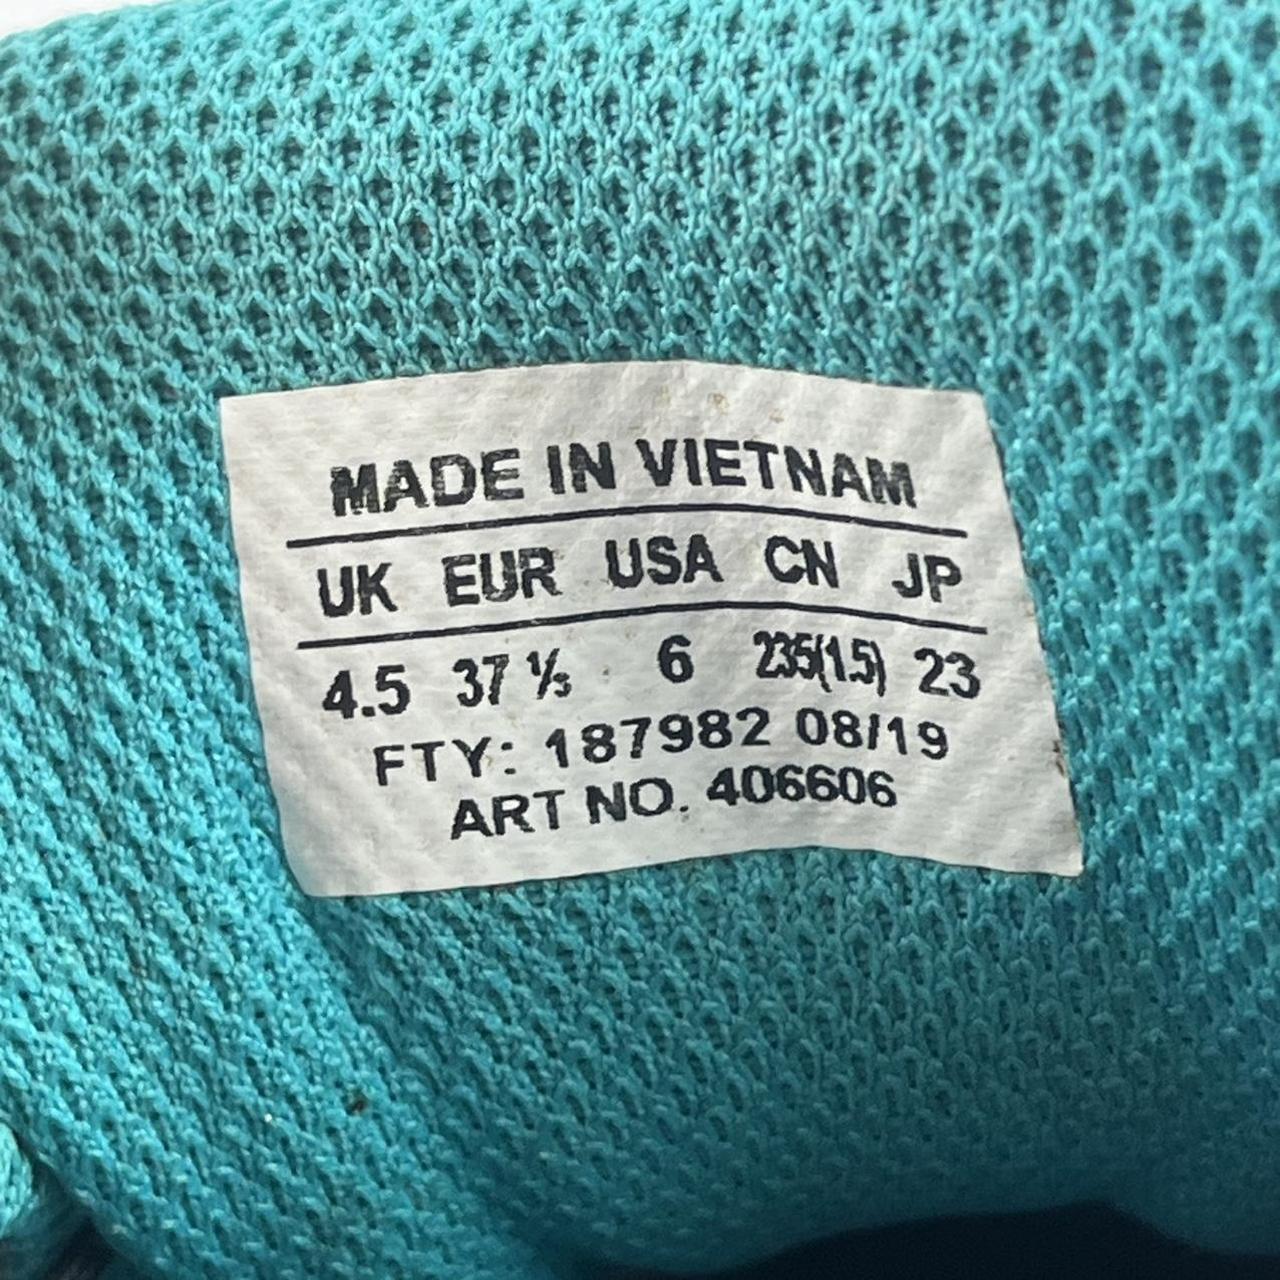 MADE IN VIETNAM
UK EUR USA CN JP
4.5 37 ⅓ 6 235(1.5) 23
FTY: 187982 08/19
ART NO. 406606